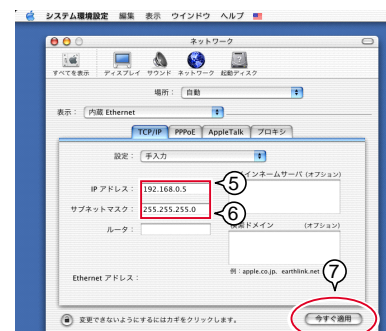 システム環境設定 編集 表示 ウインドウ ヘルプ
ネットワーク
すべてを表示 ディスプレイ サウンド ネットワーク 起動ディスク
場所： 自動
表示： 内蔵 Ethernet
TCP/IP PPPoE AppleTalk プロキシ
設定： 手入力
インネームサーバ (オプション)
IP アドレス： 192.168.0.5 ⑤
サブネットマスク： 255.255.255.0 ⑥
ルータ：
索ドメイン (オプション)
Ethernet アドレス：
例：apple.co.jp, earthlink.net
⑦
変更できないようにするにはカギをクリックします。 今すぐ適用